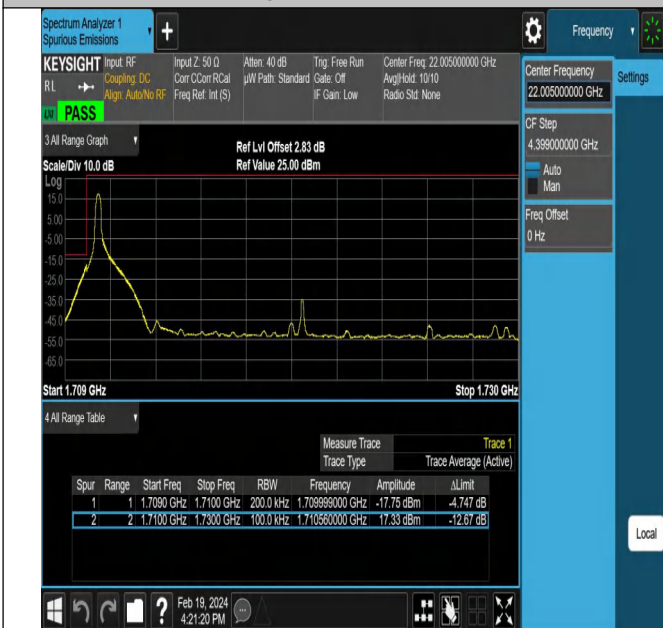 Spectrum Analyzer 1
Spurious Emissions
Frequency
KEYSIGHT
RL
PASS
Input: RF
Coupling: DC
Align: Auto/No RF
Input Z: 50 Ω
Corr CCorr RCal
Freq Ref: Int (S)
Atten: 40 dB
µW Path: Standard
Trig: Free Run
Gate: Off
IF Gain: Low
Center Freq: 22.005000000 GHz
Avg|Hold: 10/10
Radio Std: None
Center Frequency
22.005000000 GHz
Settings
CF Step
4.399000000 GHz
Auto
Man
Freq Offset
0 Hz
3 All Range Graph
Scale/Div 10.0 dB
Ref Lvl Offset 2.83 dB
Ref Value 25.00 dBm
Log
15.0
5.00
-5.00
-15.0
-25.0
-35.0
-45.0
-55.0
-65.0
Start 1.709 GHz
Stop 1.730 GHz
4 All Range Table
Measure Trace Trace 1
Trace Type Trace Average (Active)
Spur Range Start Freq Stop Freq RBW Frequency Amplitude ΔLimit
1 1 1.7090 GHz 1.7100 GHz 200.0 kHz 1.709999000 GHz -17.75 dBm -4.747 dB
2 2 1.7100 GHz 1.7300 GHz 100.0 kHz 1.710560000 GHz 17.33 dBm -12.67 dB
Local
?
Feb 19, 2024
4:21:20 PM